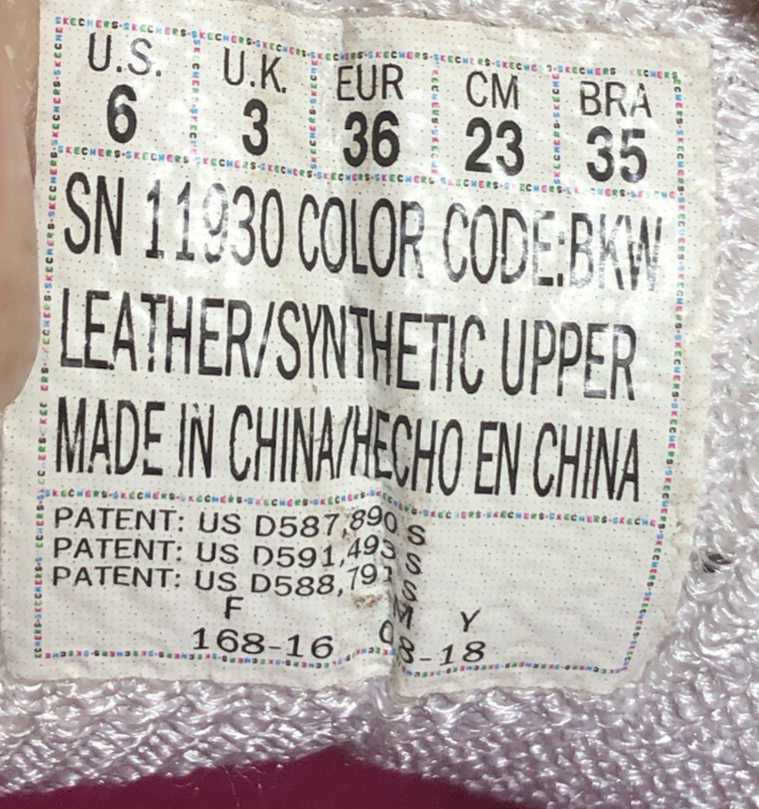 U.S. U.K. EUR CM BRA
6 3 36 23 35
SN 11930 COLOR CODE:BKW
LEATHER/SYNTHETIC UPPER
MADE IN CHINA/HECHO EN CHINA
PATENT: US D587,890 S
PATENT: US D591,493 S
PATENT: US D588,791 S
F M Y
168-16 08-18